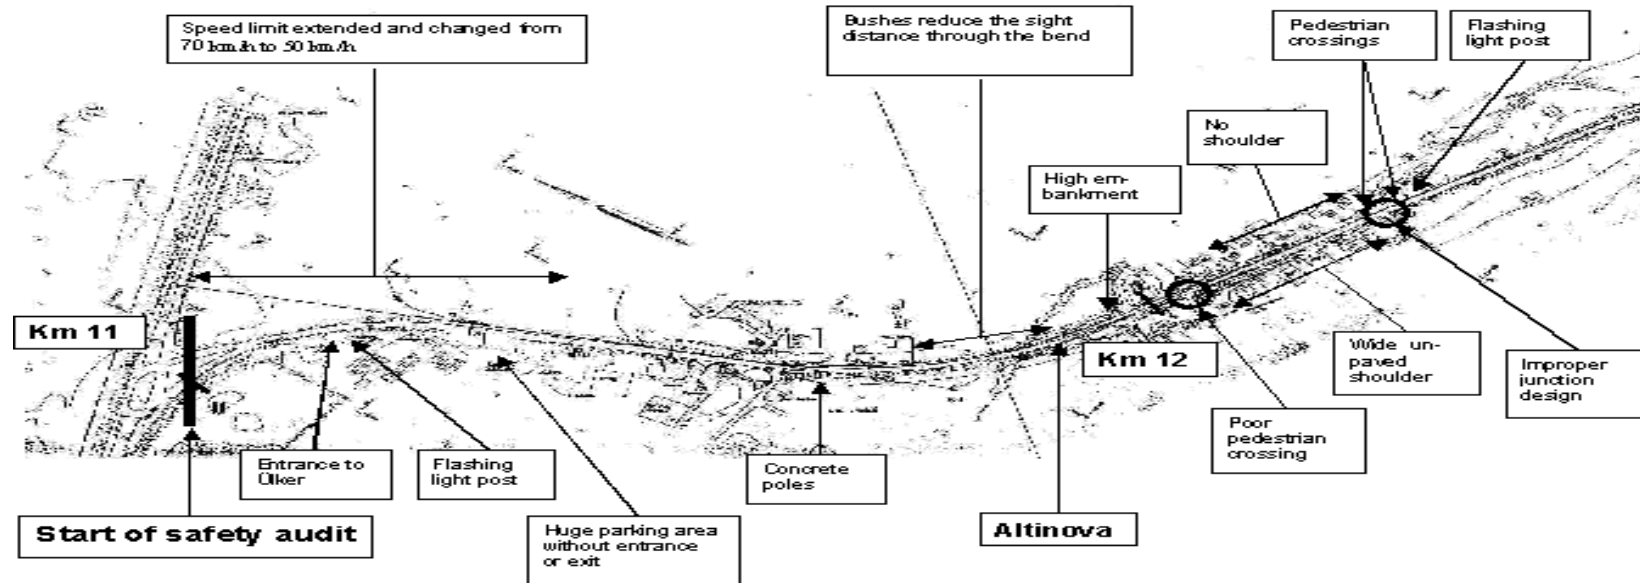 Speed limit extended and changed from
70 km/h to 50 km/h
Bushes reduce the sight
distance through the bend
Pedestrian
crossings
Flashing
light post
No
shoulder
High em-
bankment
Km 11
Km 12
Wide un-
paved
shoulder
Improper
junction
design
Poor
pedestrian
crossing
Entrance to
Ülker
Flashing
light post
Concrete
poles
Start of safety audit
Huge parking area
without entrance
or exit
Altinova